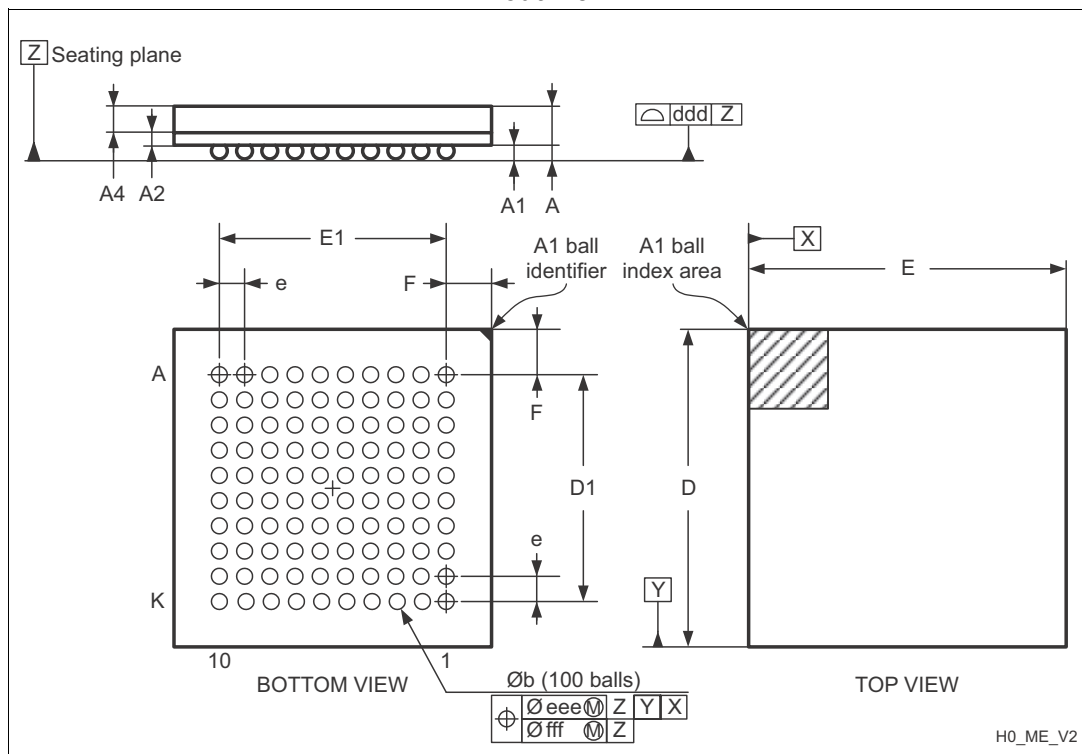 Z Seating plane
ddd Z
A4 A2 A1 A
E1 A1 ball identifier A1 ball index area X
e F E
A
F
D1 D
e
K Y
10 1
BOTTOM VIEW Øb (100 balls) TOP VIEW
Ø eee Ⓜ Z Y X
Ø fff Ⓜ Z
H0_ME_V2